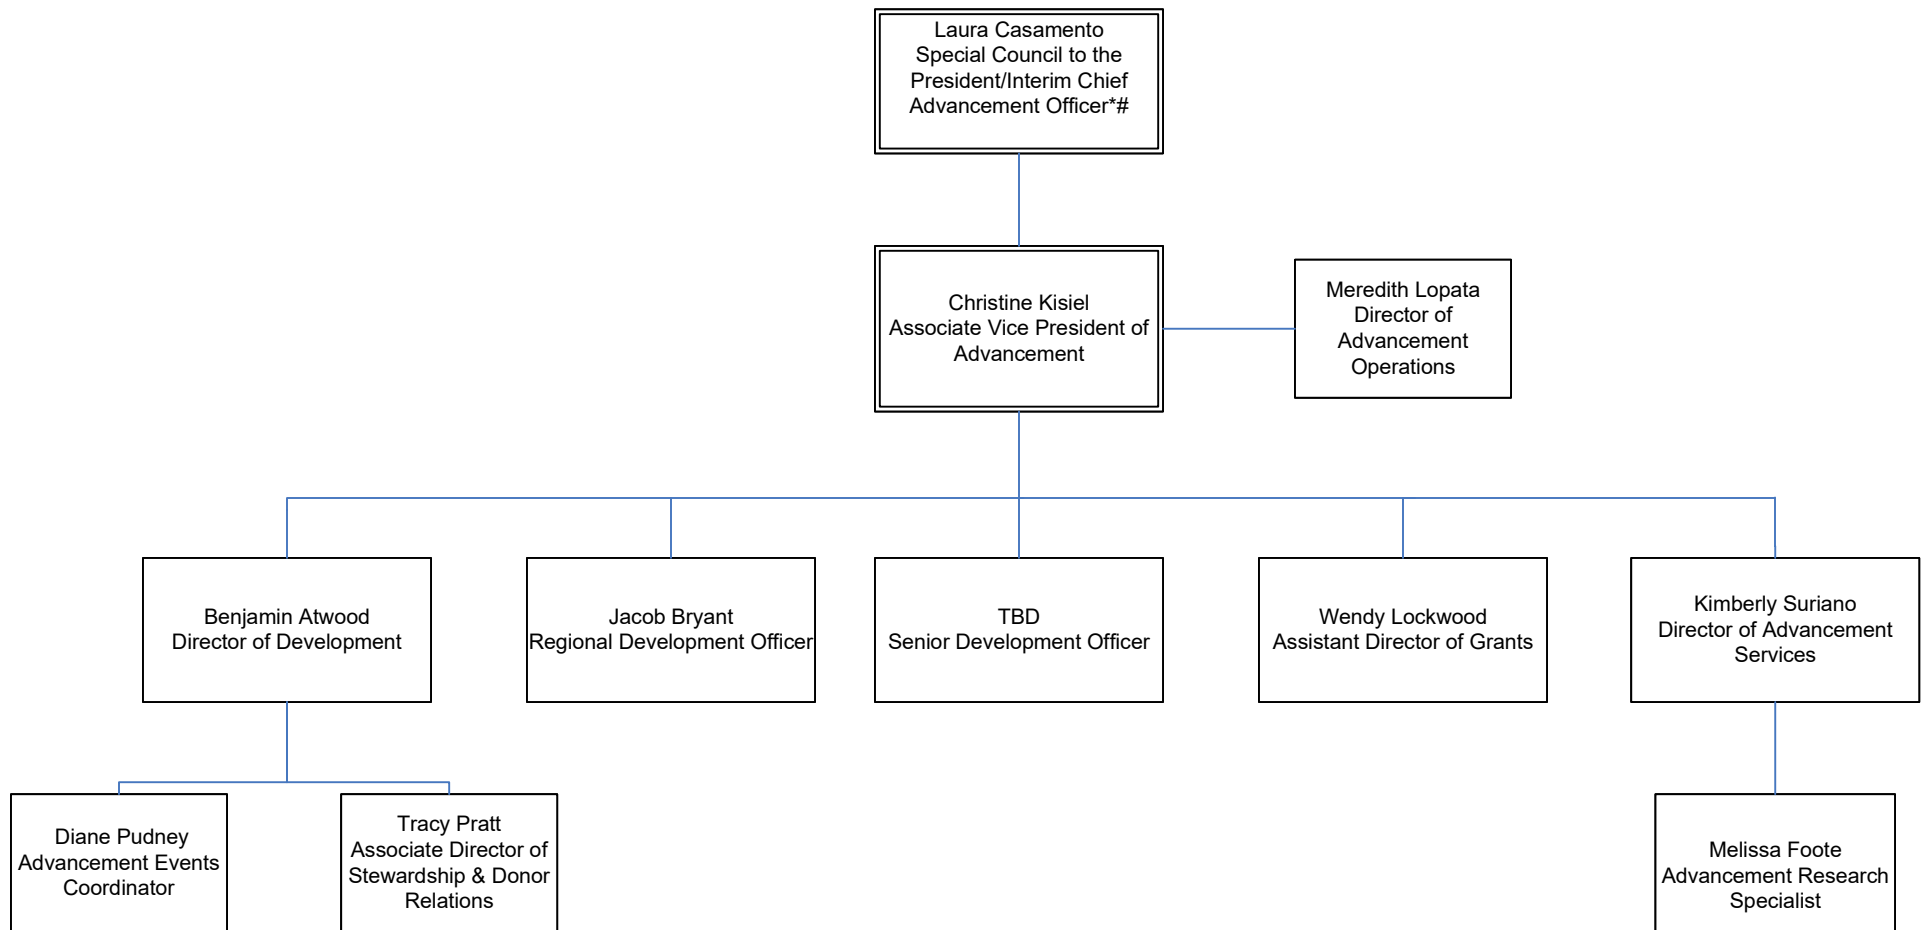 Laura Casamento
Special Council to the
President/Interim Chief
Advancement Officer*#
Christine Kisiel
Associate Vice President of
Advancement
Meredith Lopata
Director of
Advancement
Operations
Benjamin Atwood
Director of Development
Jacob Bryant
Regional Development Officer
TBD
Senior Development Officer
Wendy Lockwood
Assistant Director of Grants
Kimberly Suriano
Director of Advancement
Services
Diane Pudney
Advancement Events
Coordinator
Tracy Pratt
Associate Director of
Stewardship & Donor
Relations
Melissa Foote
Advancement Research
Specialist